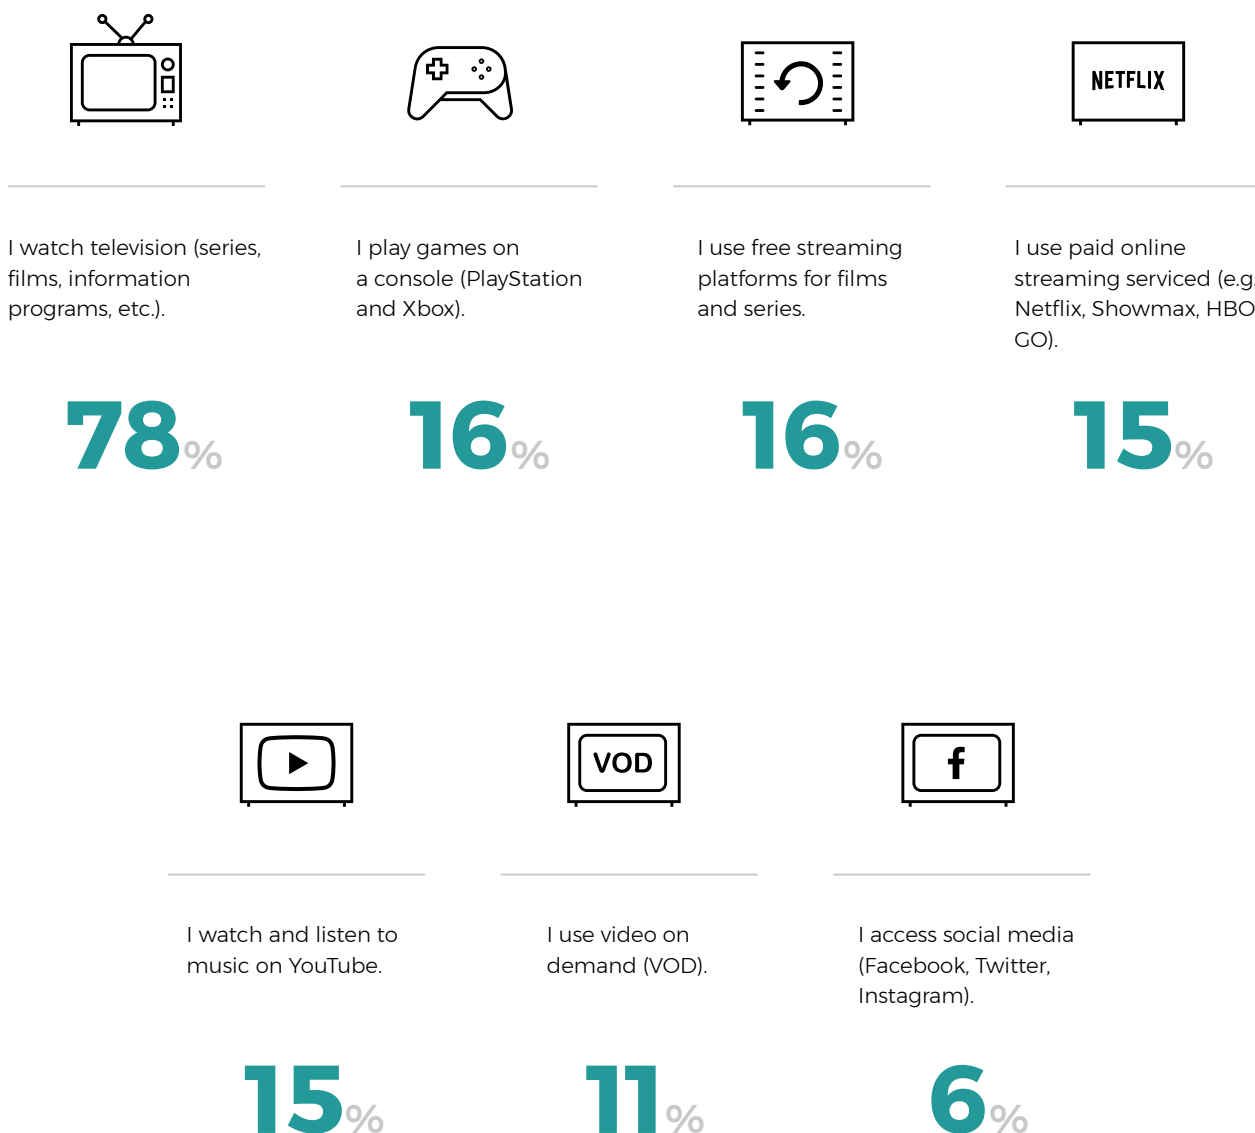 NETFLIX
I watch television (series,
films, information
programs, etc.).
78%
I play games on
a console (PlayStation
and Xbox).
16%
I use free streaming
platforms for films
and series.
16%
I use paid online
streaming serviced (e.g.
Netflix, Showmax, HBO
GO).
15%
I watch and listen to
music on YouTube.
15%
VOD
I use video on
demand (VOD).
11%
f
I access social media
(Facebook, Twitter,
Instagram).
6%